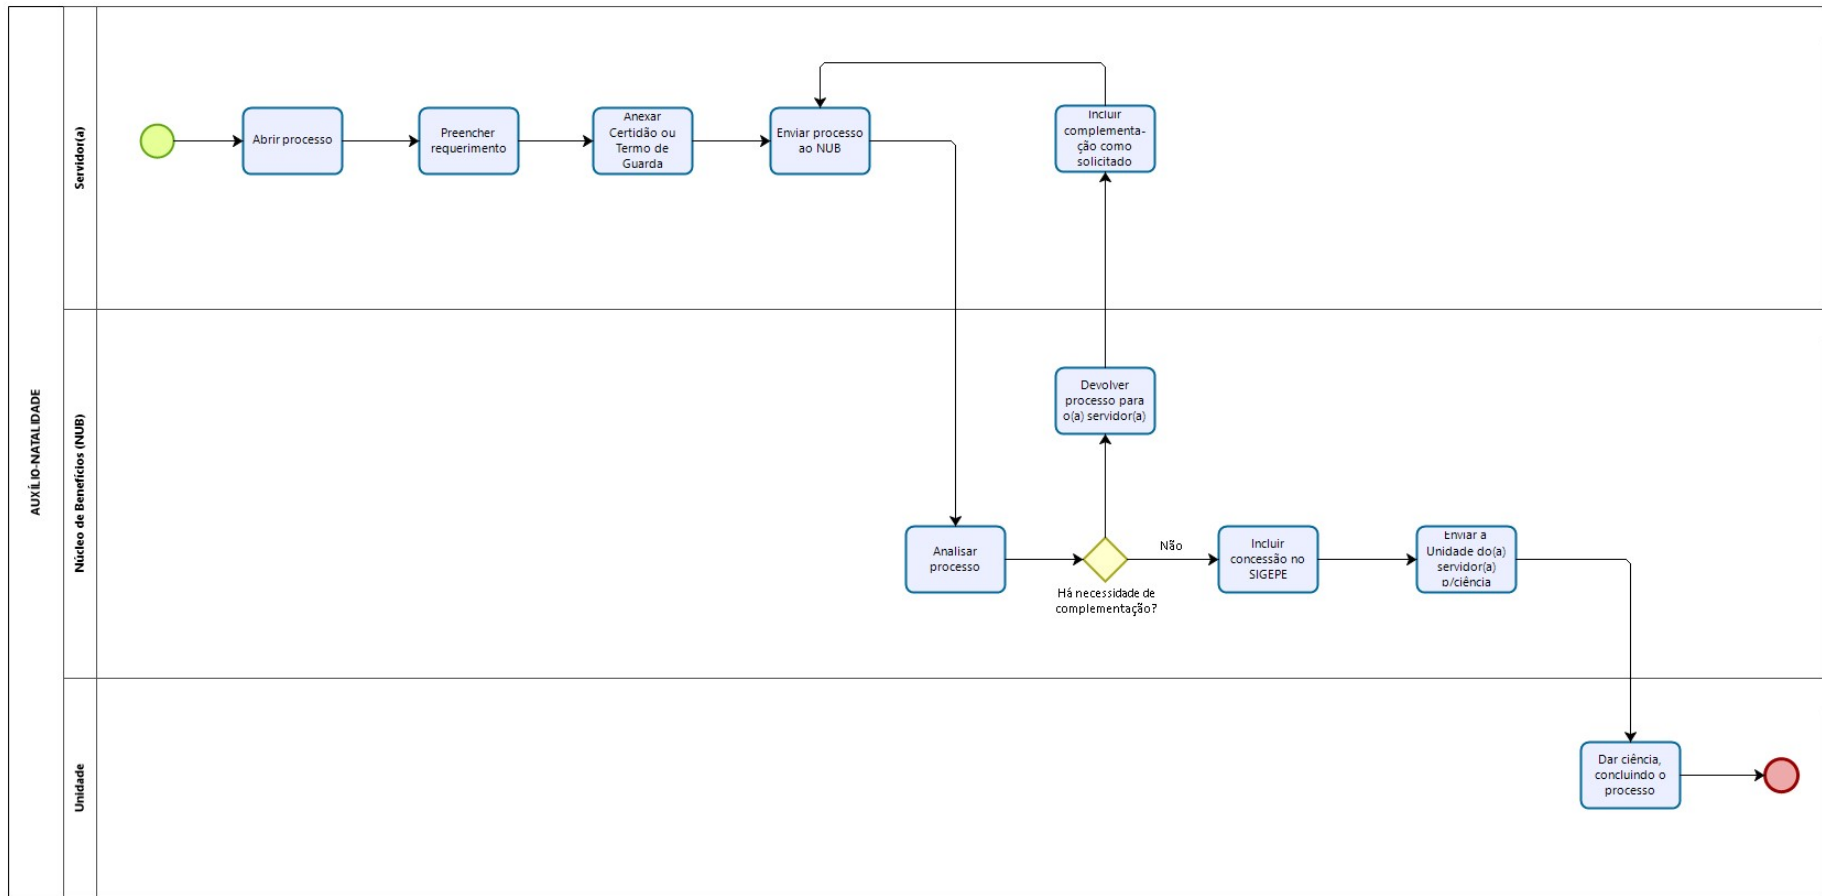 AUXÍLIO-NATALIDADE
Servidor(a)
Abrir processo
Preencher
requerimento
Anexar
Certidão ou
Termo de
Guarda
Enviar processo
ao NUB
Incluir
complementa-
ção como
solicitado
Núcleo de Benefícios (NUB)
Devolver
processo para
o(a) servidor(a)
Analisar
processo
Há necessidade de
complementação?
Não
Incluir
concessão no
SIGEPE
Enviar a
Unidade do(a)
servidor(a)
p/ciência
Unidade
Dar ciência,
concluindo o
processo